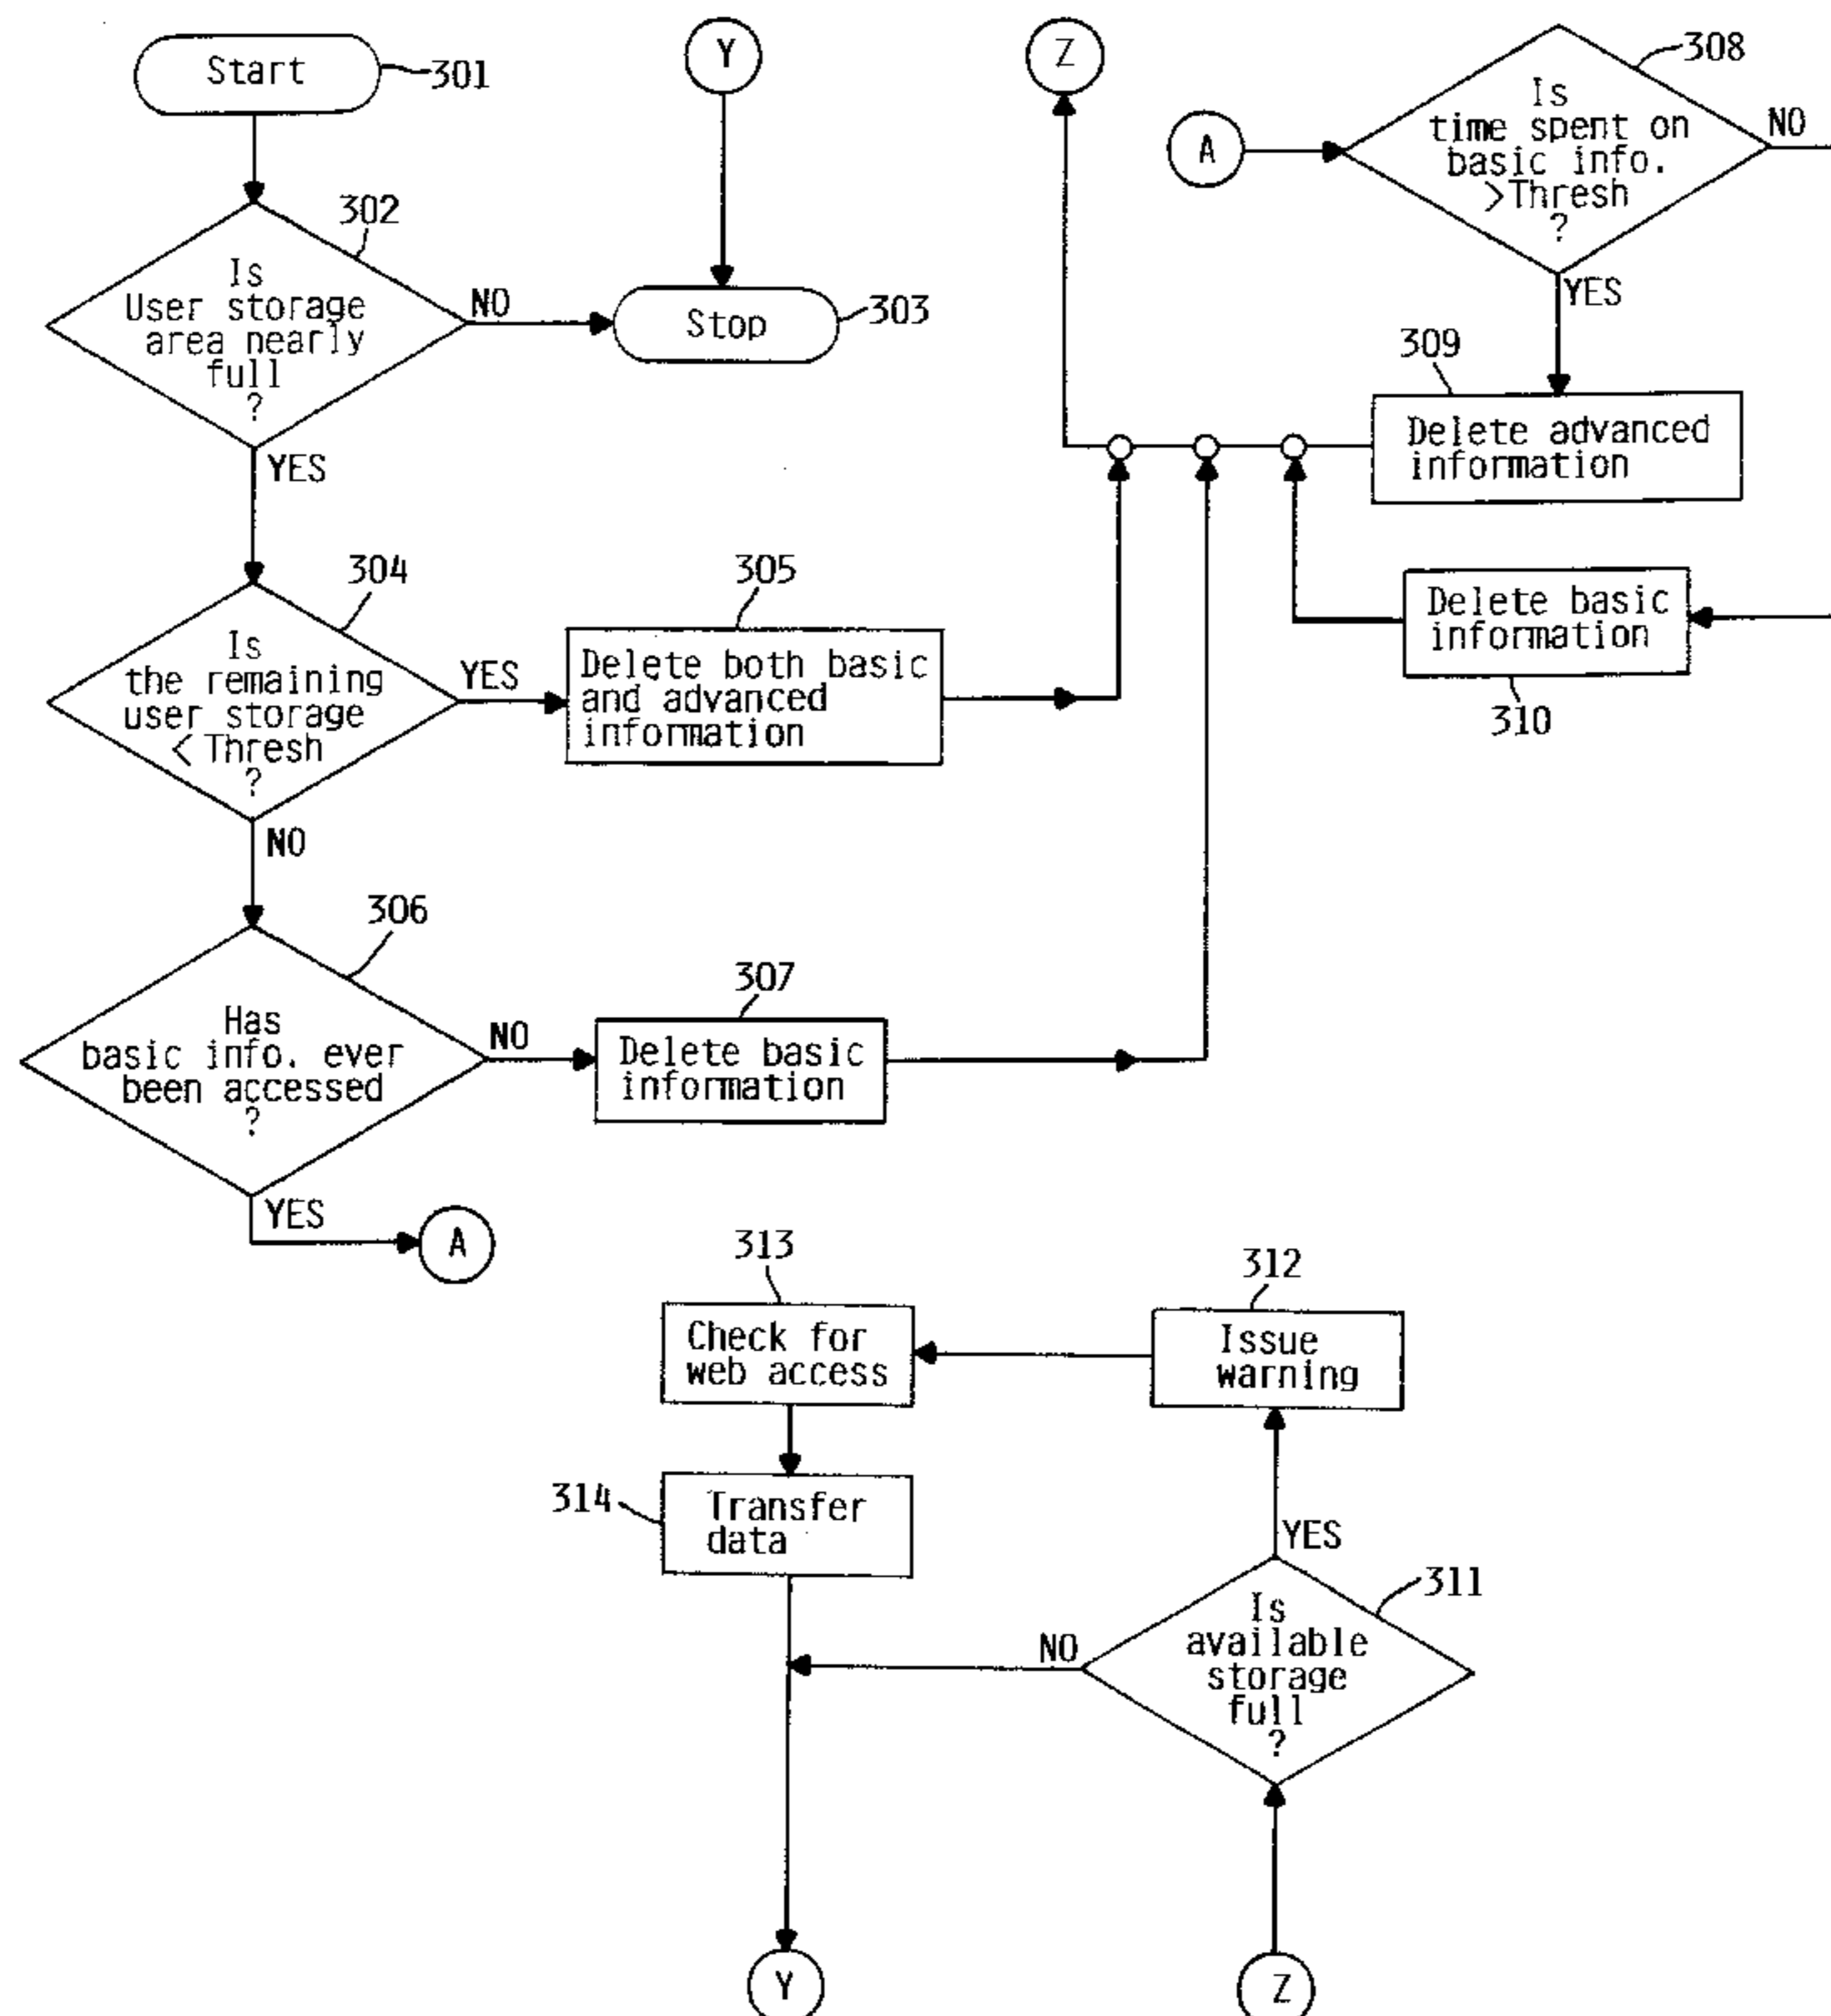 Start
301
Y
Z
308
Is
time spent on
basic info.
>Thresh
?
NO
YES
A
302
Is
User storage
area nearly
full
?
NO
YES
Stop
303
309
Delete advanced
information
304
Is
the remaining
user storage
<Thresh
?
YES
NO
305
Delete both basic
and advanced
information
Delete basic
information
310
306
Has
basic info. ever
been accessed
?
NO
YES
A
307
Delete basic
information
313
Check for
web access
312
Issue
warning
314
Transfer
data
YES
311
Is
available
storage
full
?
NO
Y
Z